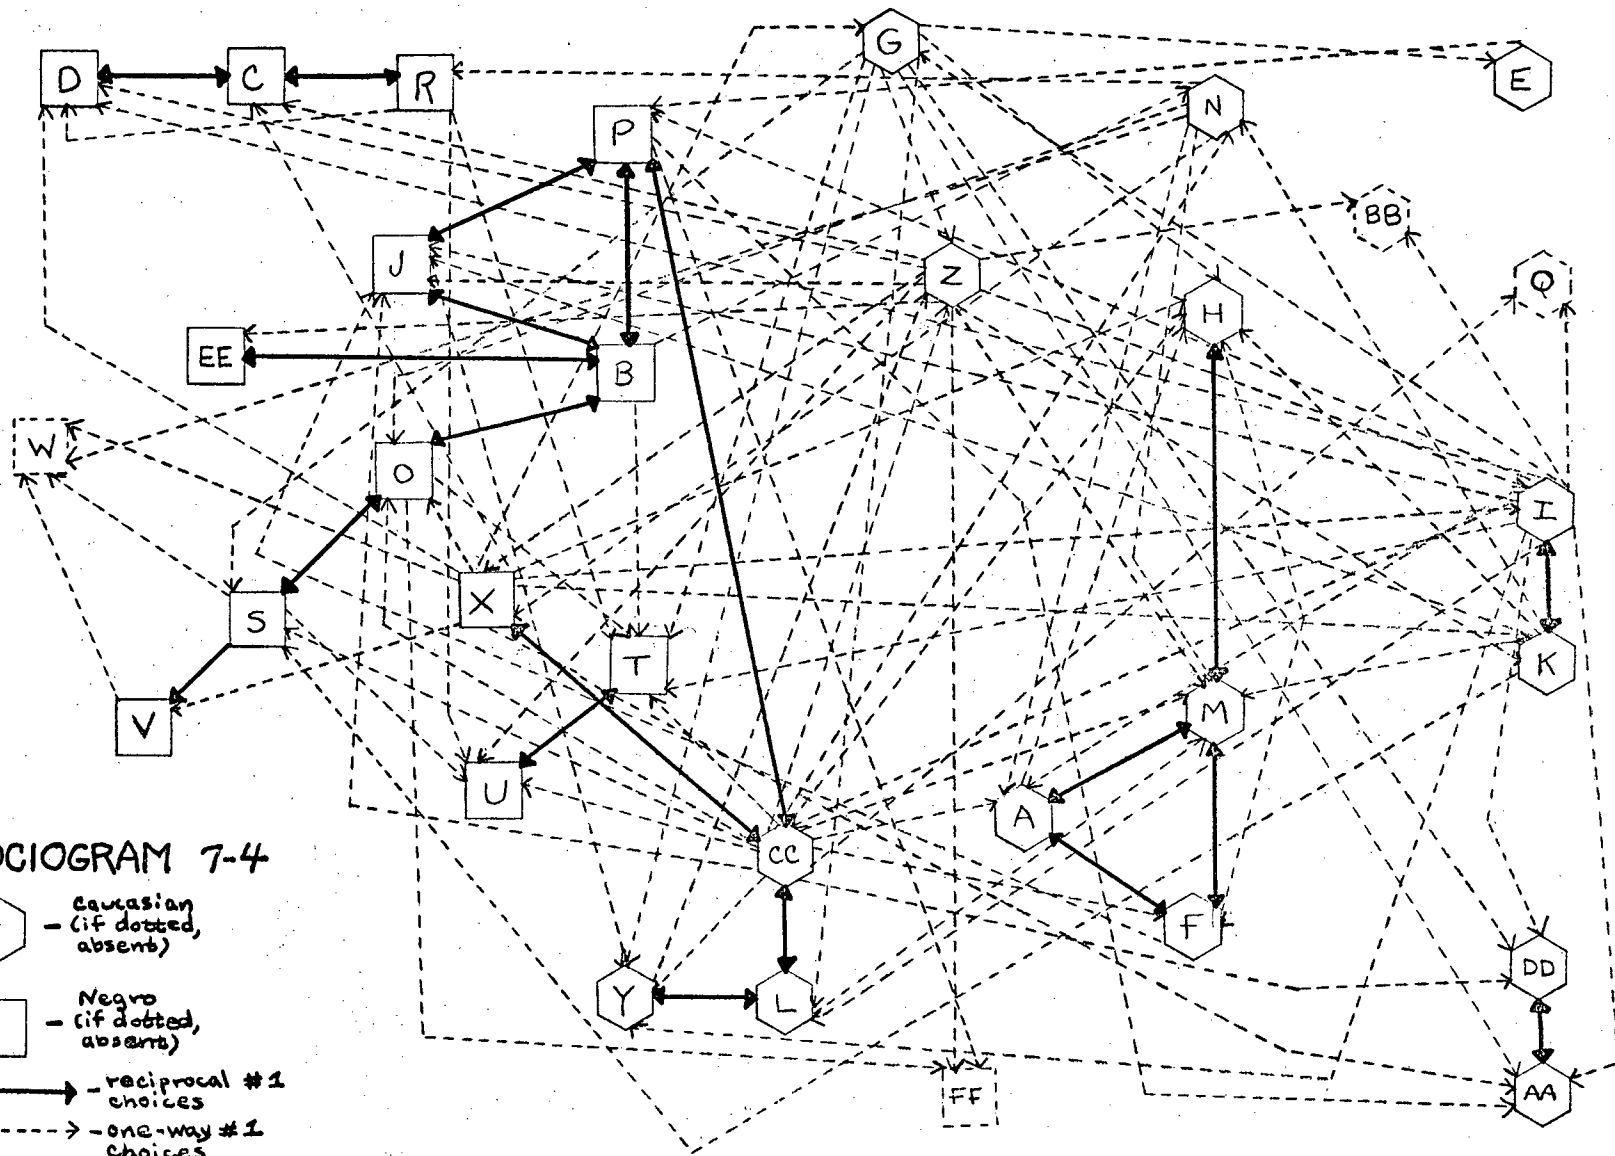 G
E
D
C
R
N
P
BB
J
Z
Q
H
EE
B
W
O
I
S
X
T
K
V
M
U
A
CC
OCIOGRAM 7-4
Caucasian
- (if dotted,
absent)
F
DD
Y
L
Negro
- (if dotted,
absent)
FF
AA
- reciprocal #1
choices
- one-way #1
choices